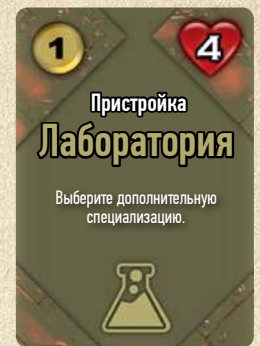 1
4
Пристройка
Лаборатория
Выберите дополнительную
специализацию.